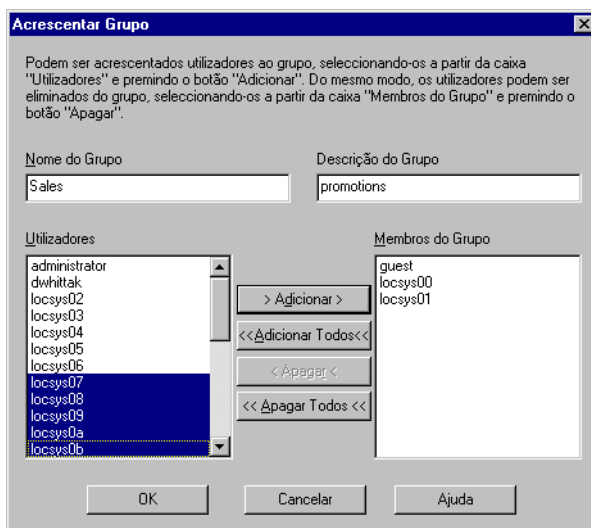 Acrescentar Grupo
Podem ser acrescentados utilizadores ao grupo, seleccionando-os a partir da caixa
"Utilizadores" e premindo o botão "Adicionar". Do mesmo modo, os utilizadores podem ser
eliminados do grupo, seleccionando-os a partir da caixa "Membros do Grupo" e premindo o
botão "Apagar".
Nome do Grupo
Descrição do Grupo
Sales
promotions
Utilizadores
Membros do Grupo
administrator
dwhittak
locsys02
locsys03
locsys04
locsys05
locsys06
locsys07
locsys08
locsys09
locsys0a
locsys0b
> Adicionar >
<<Adicionar Todos<<
< Apagar <
<< Apagar Todos <<
guest
locsys00
locsys01
OK
Cancelar
Ajuda